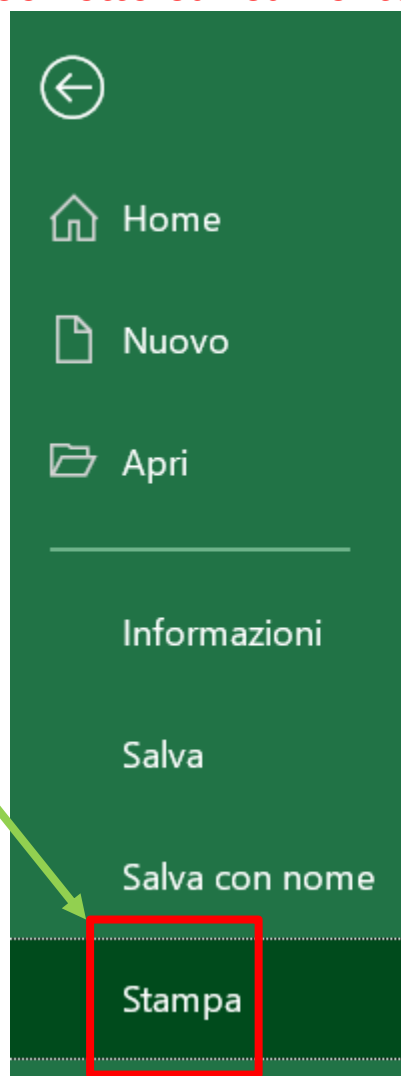 Home
Nuovo
Apri
Informazioni
Salva
Salva con nome
Stampa